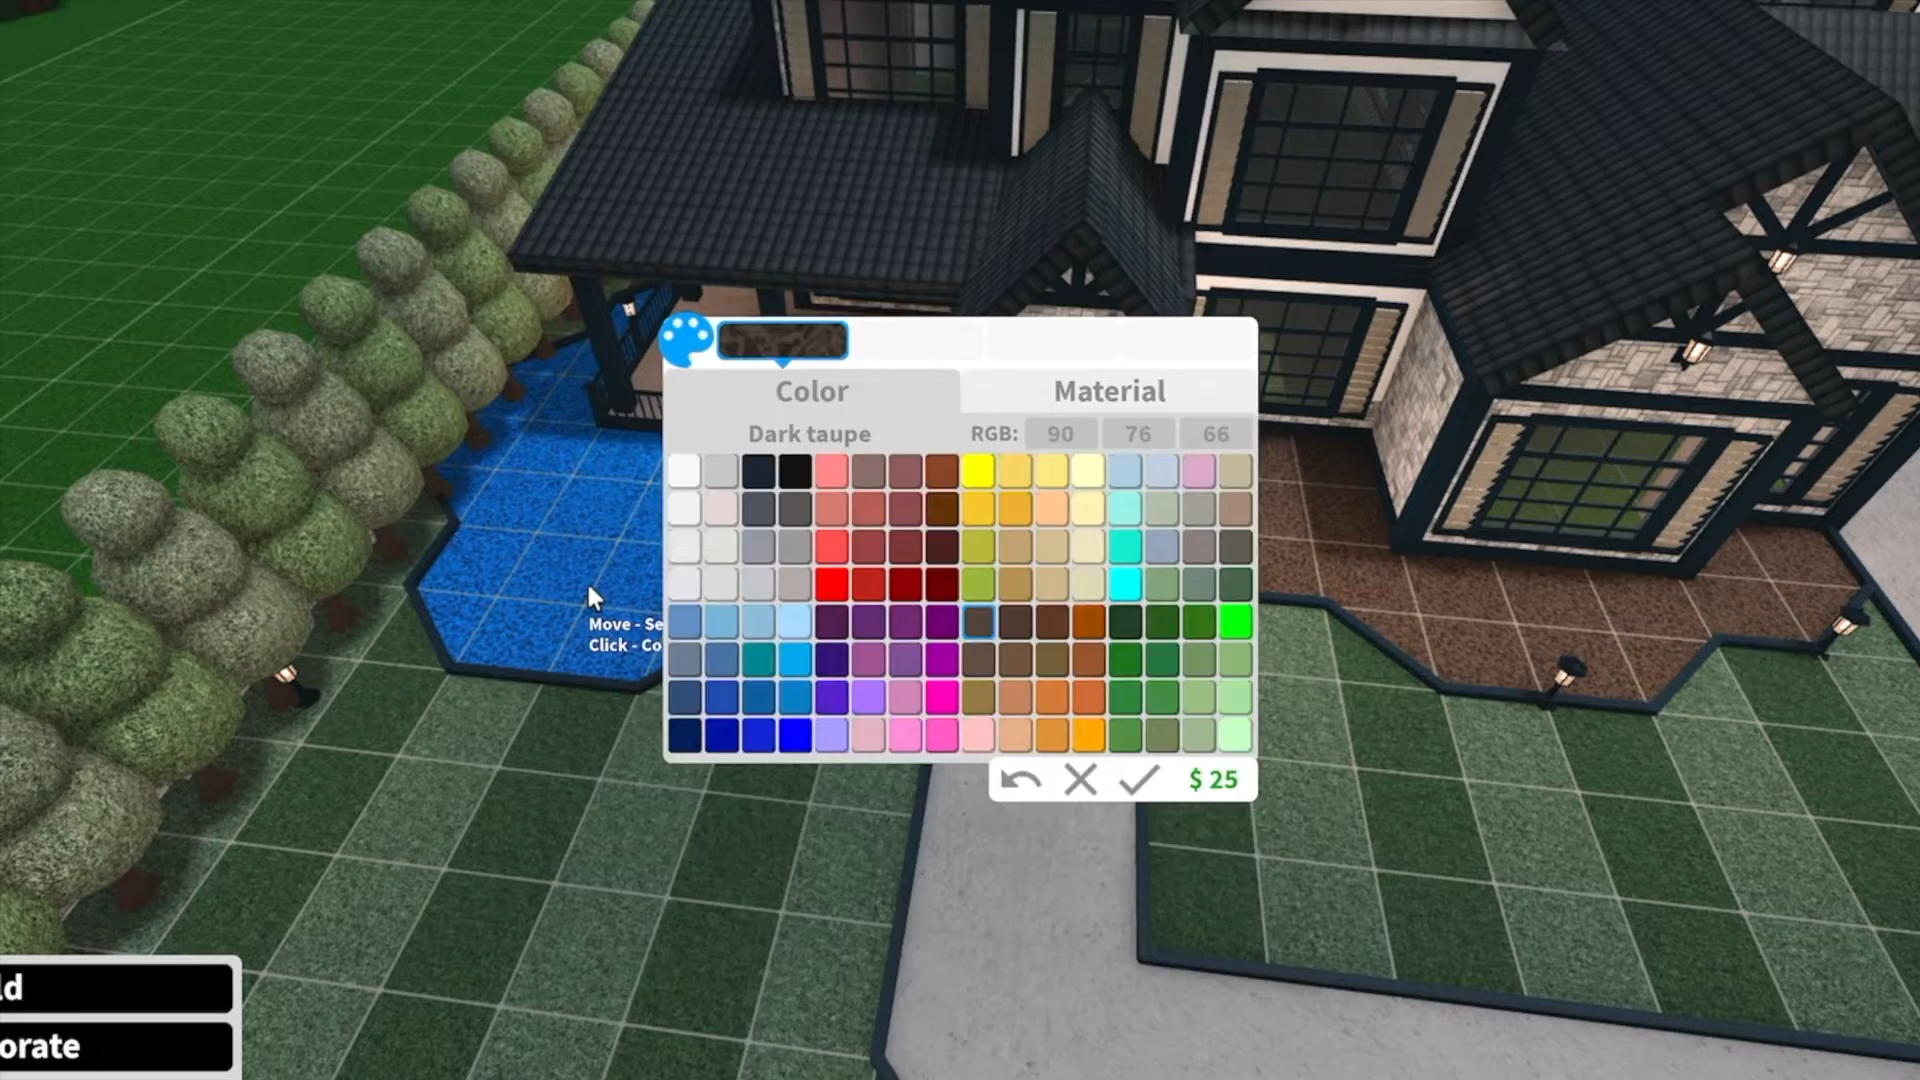 Color
Material
Dark taupe
RGB: 90 76 66
Move - Se
Click - Co
$ 25
ld
orate